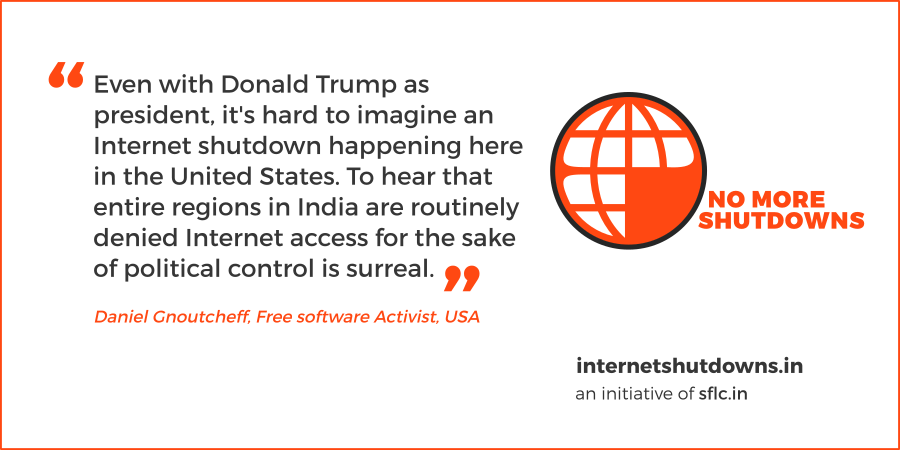 “
Even with Donald Trump as
president, it's hard to imagine an
Internet shutdown happening here
in the United States. To hear that
entire regions in India are routinely
denied Internet access for the sake
of political control is surreal. ”
Daniel Gnoutcheff, Free software Activist, USA
NO MORE
SHUTDOWNS
internetshutdowns.in
an initiative of sflc.in